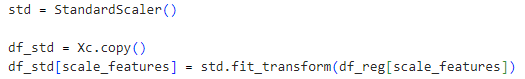 std = StandardScaler()
df_std = Xc.copy()
df_std[scale_features] = std.fit_transform(df_reg[scale_features])